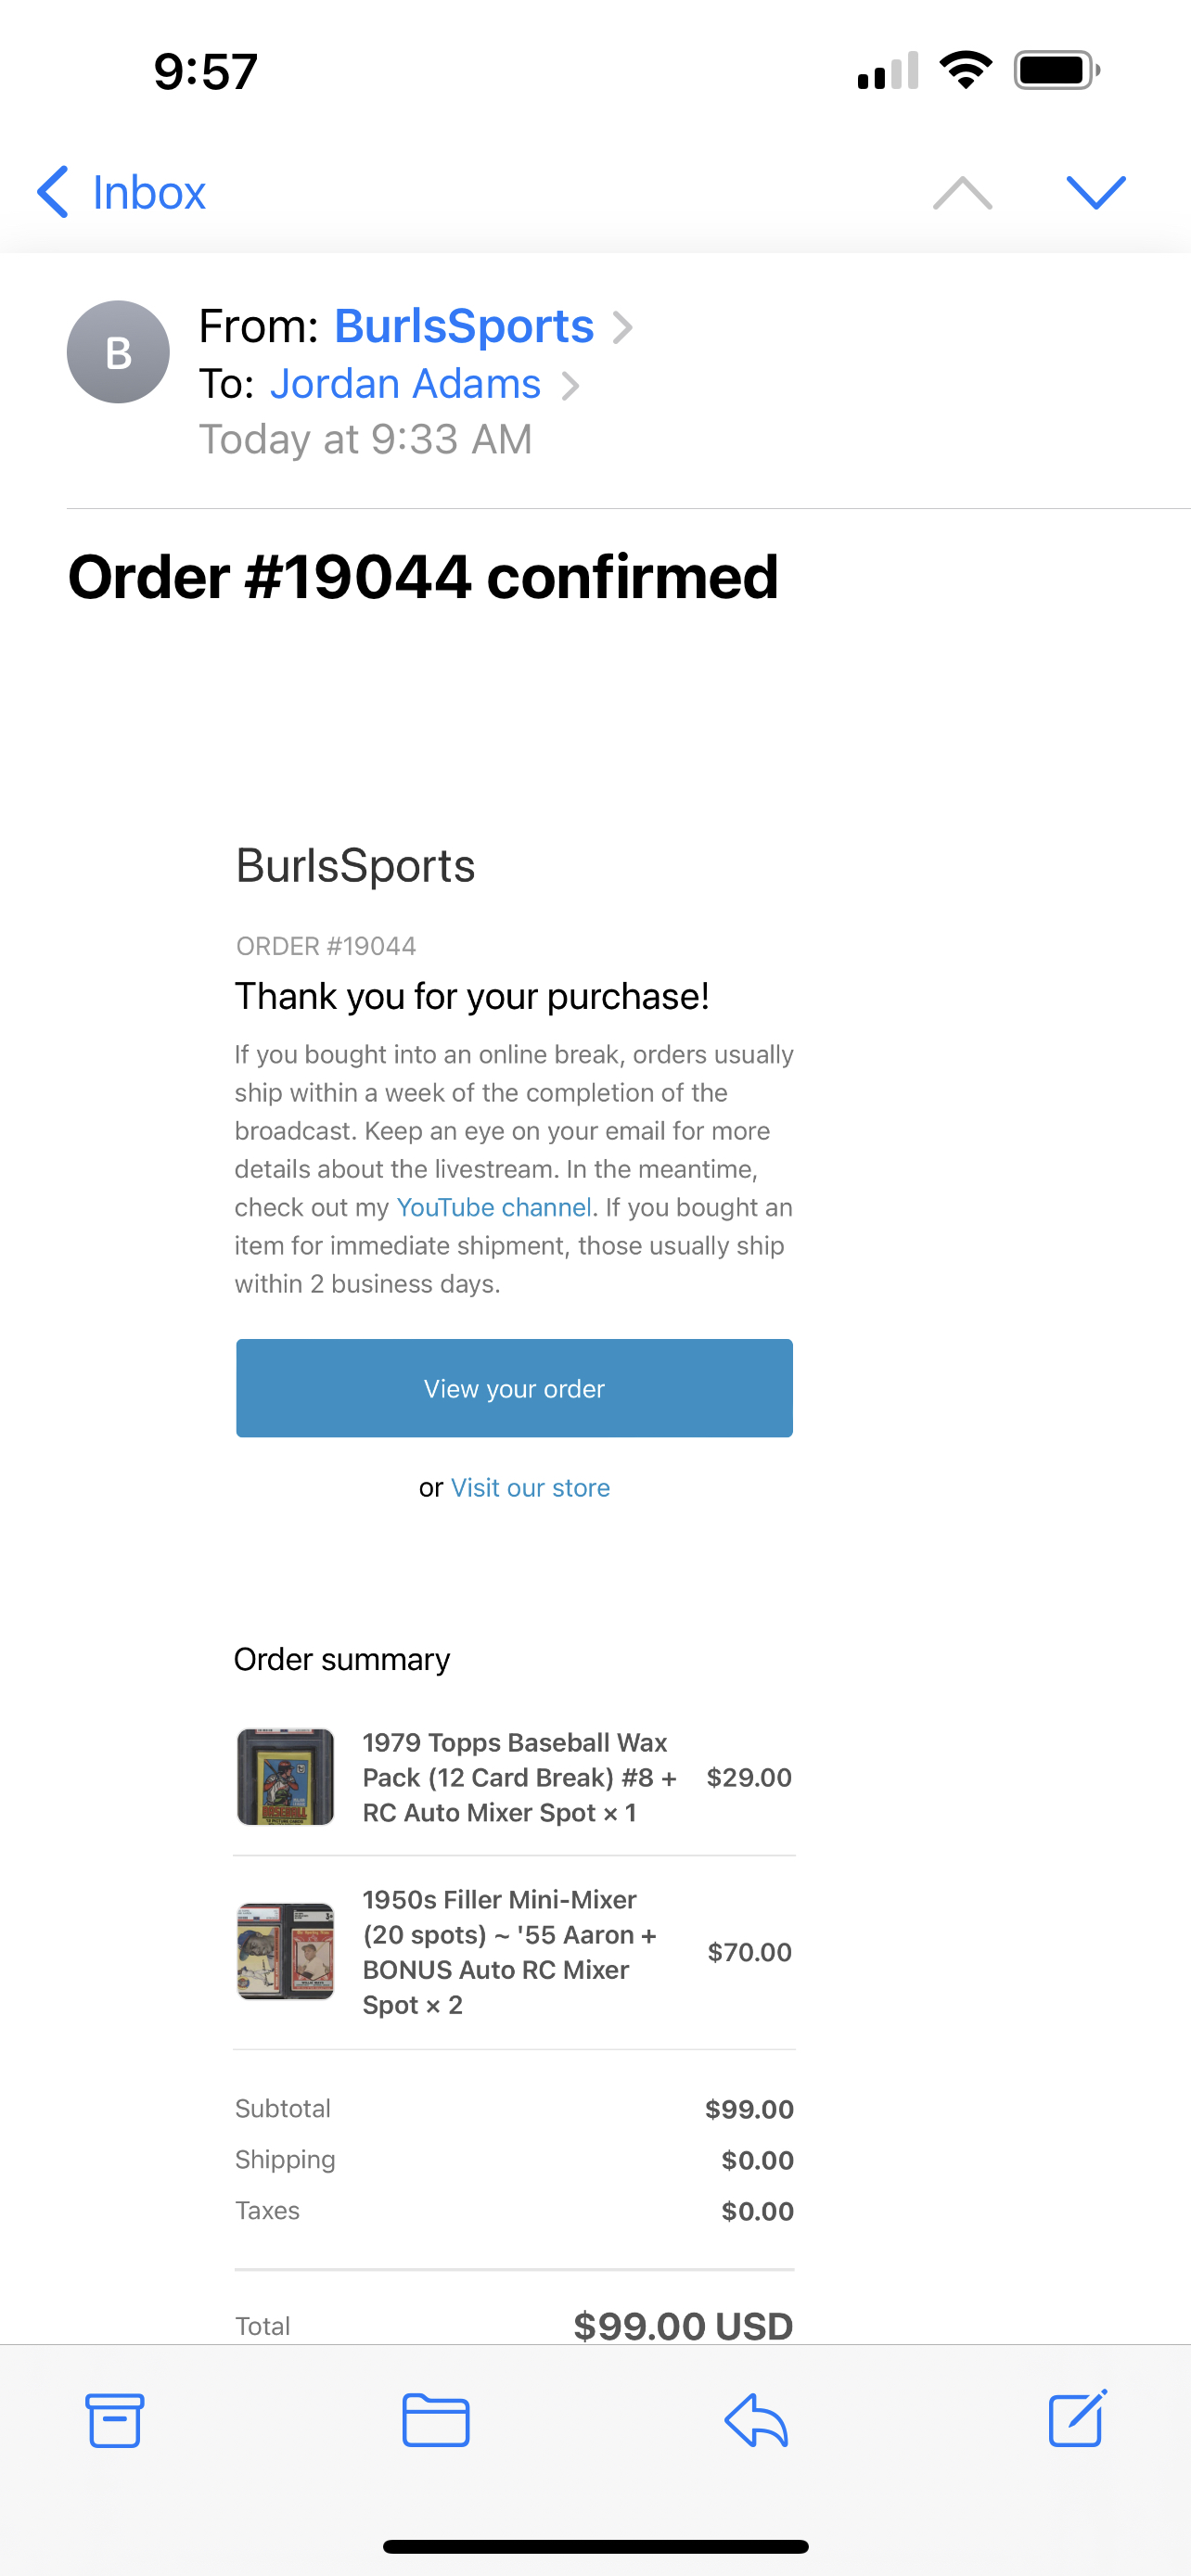 9:57
Inbox
B
From: BurlsSports
To: Jordan Adams
Today at 9:33 AM
Order #19044 confirmed
BurlsSports
ORDER #19044
Thank you for your purchase!
If you bought into an online break, orders usually
ship within a week of the completion of the
broadcast. Keep an eye on your email for more
details about the livestream. In the meantime,
check out my YouTube channel. If you bought an
item for immediate shipment, those usually ship
within 2 business days.
View your order
or Visit our store
Order summary
1979 Topps Baseball Wax
Pack (12 Card Break) #8 +
RC Auto Mixer Spot × 1
$29.00
BASEBALL
1950s Filler Mini-Mixer
(20 spots) ~ '55 Aaron +
BONUS Auto RC Mixer
Spot × 2
$70.00
Subtotal $99.00
Shipping $0.00
Taxes $0.00
Total $99.00 USD